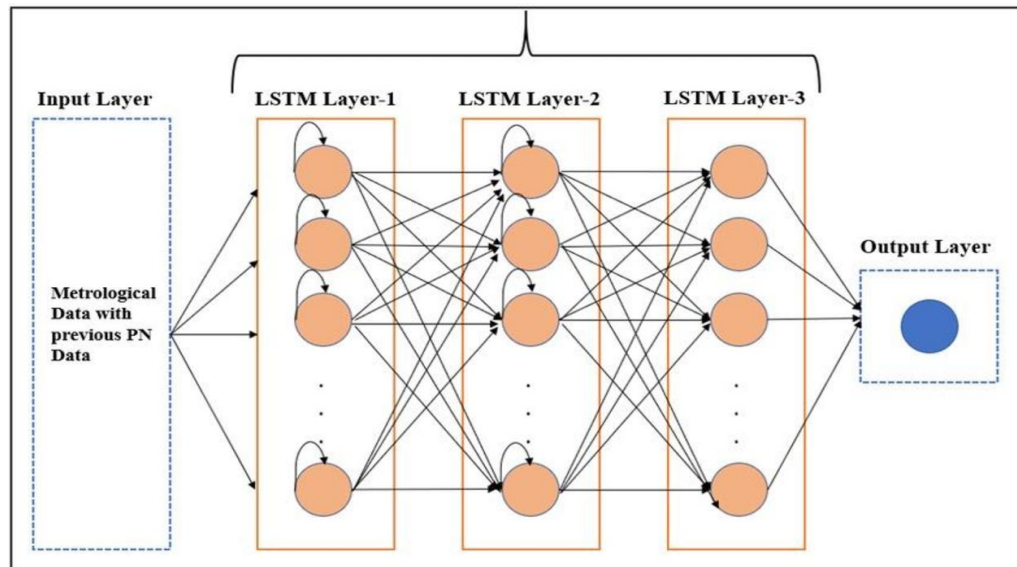 Input Layer
LSTM Layer-1
LSTM Layer-2
LSTM Layer-3
Metrological
Data with
previous PN
Data
Output Layer